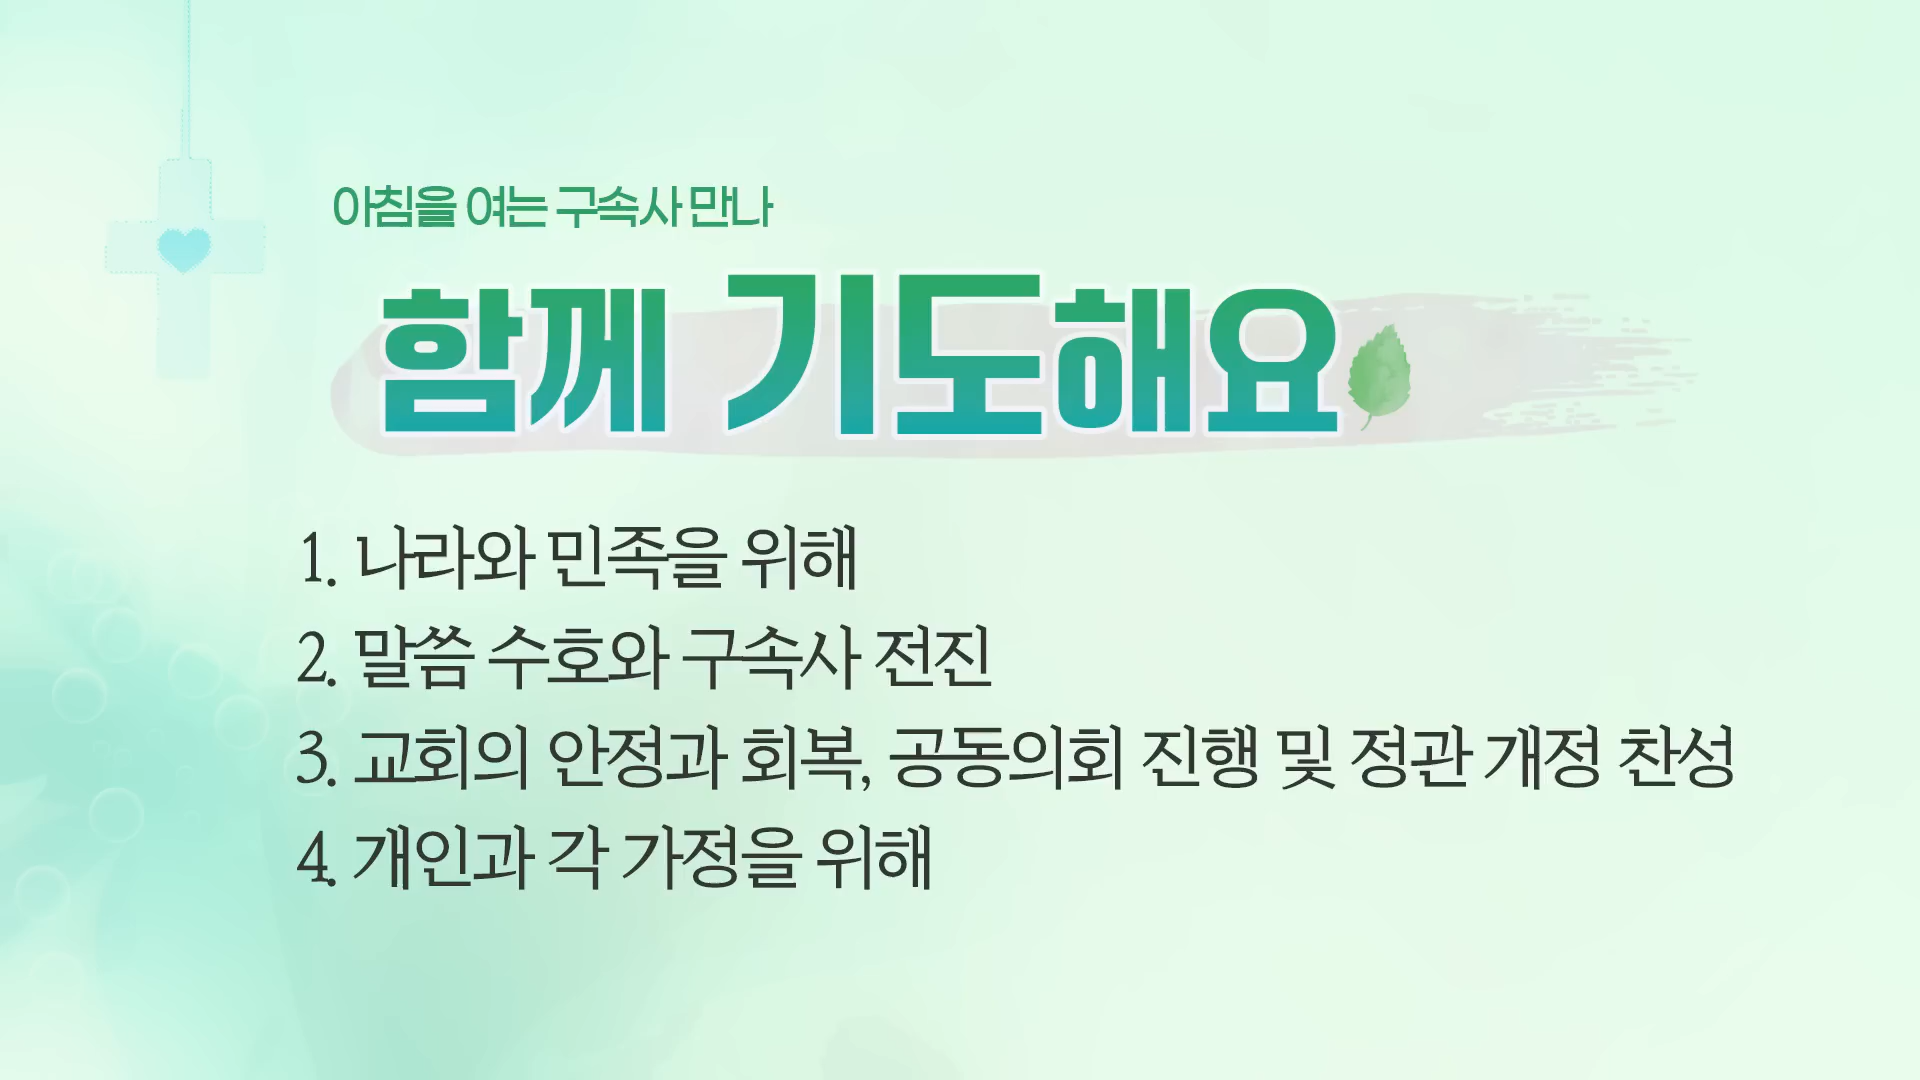 아침을 여는 구속사 만나
함께 기도해요
1. 나라와 민족을 위해
2. 말씀 수호와 구속사 전진
3. 교회의 안정과 회복, 공동의회 진행 및 정관 개정 찬성
4. 개인과 각 가정을 위해